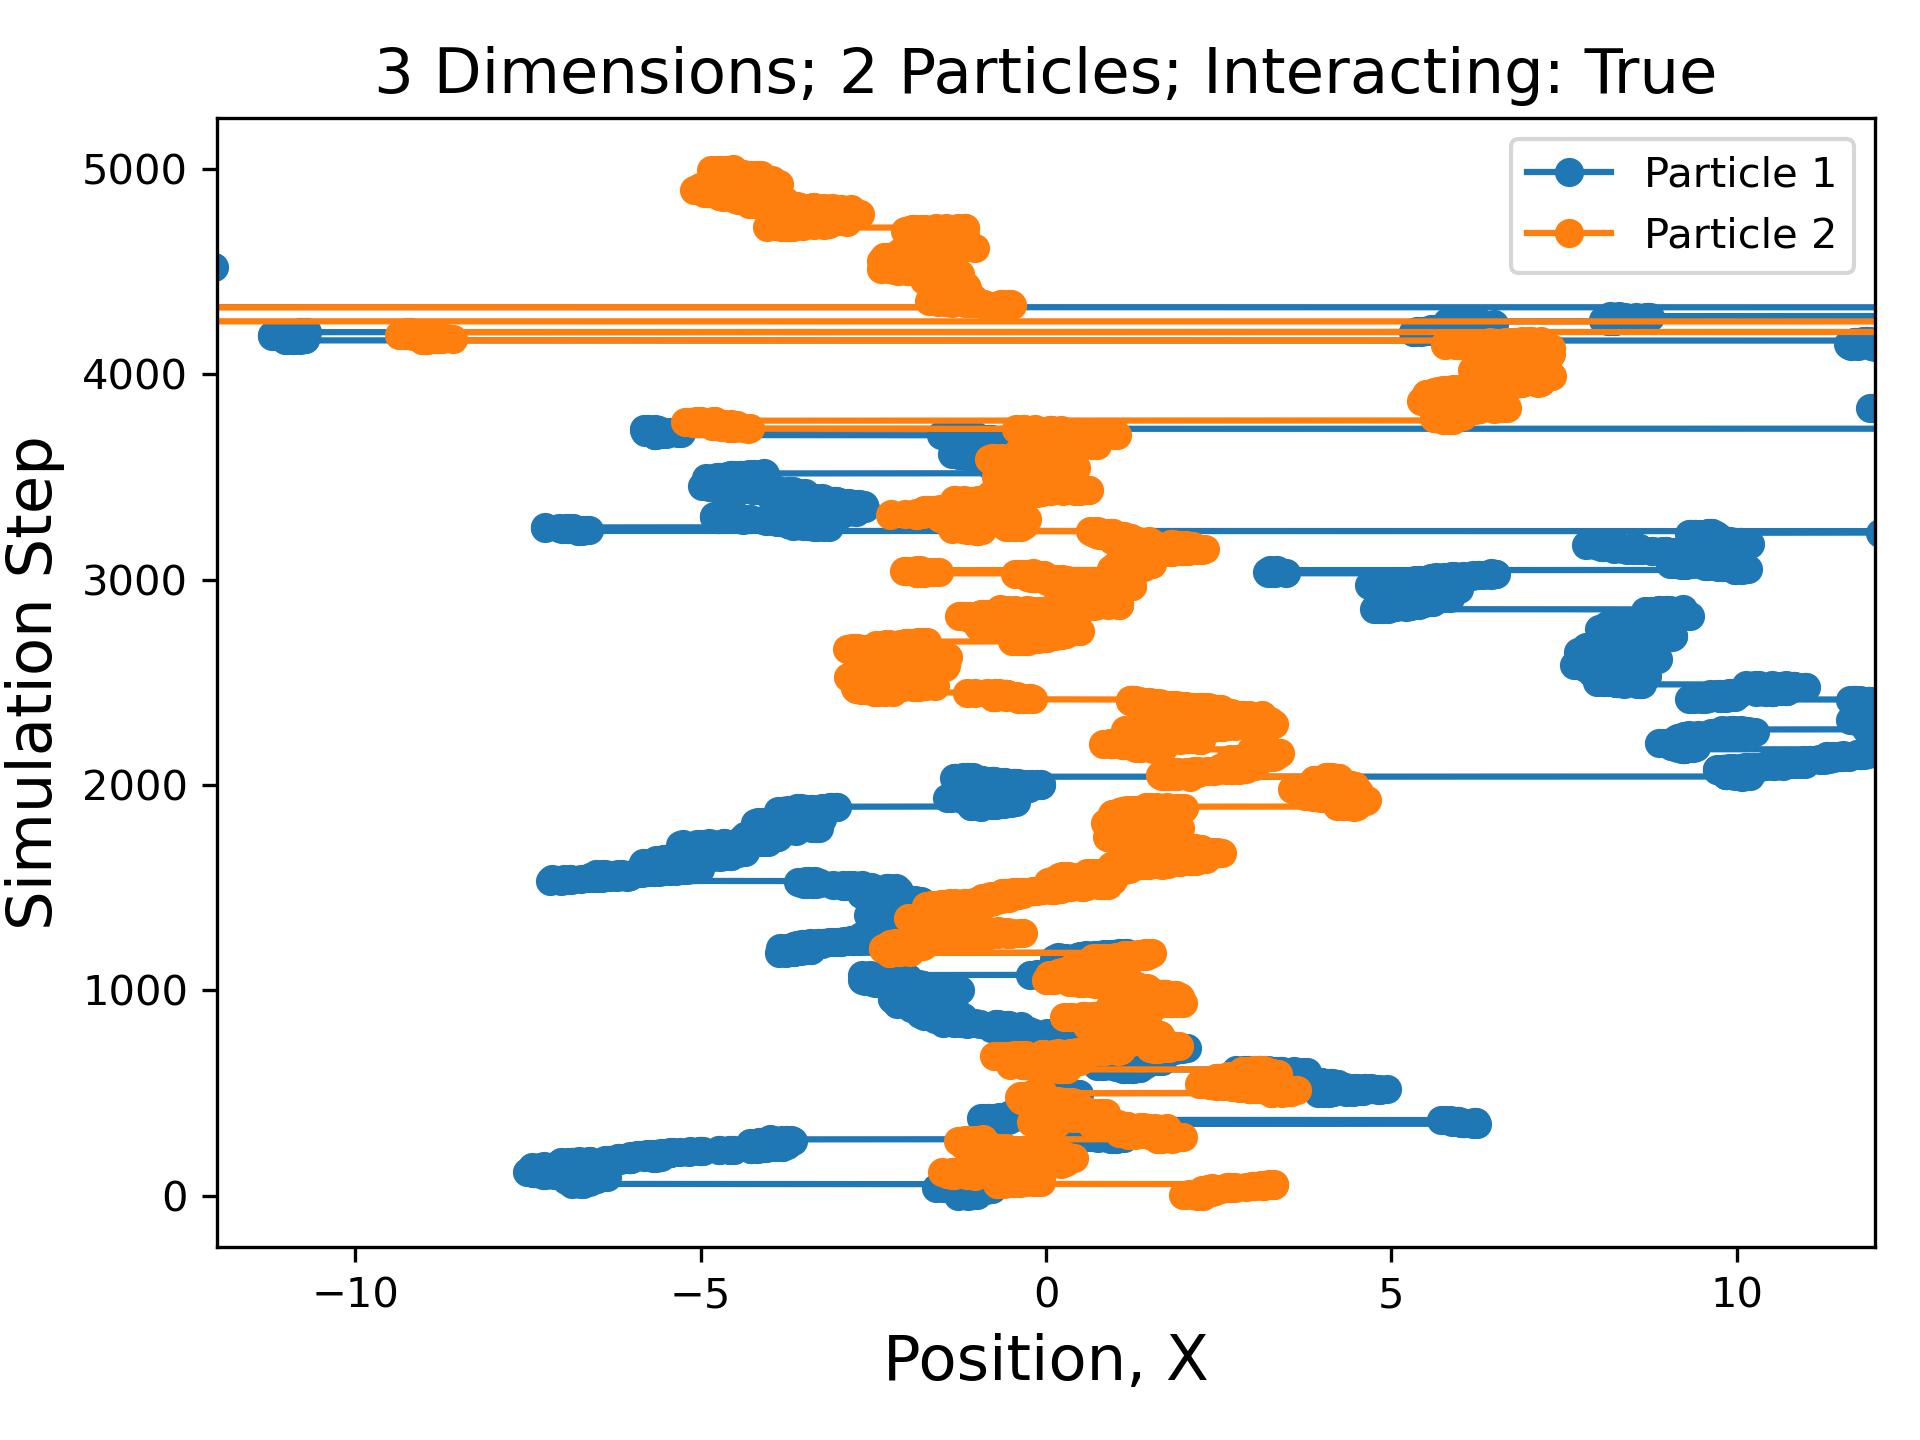 3 Dimensions; 2 Particles; Interacting: True
Particle 1
Particle 2
Simulation Step
5000
4000
3000
2000
1000
0
−10
−5
0
5
10
Position, X